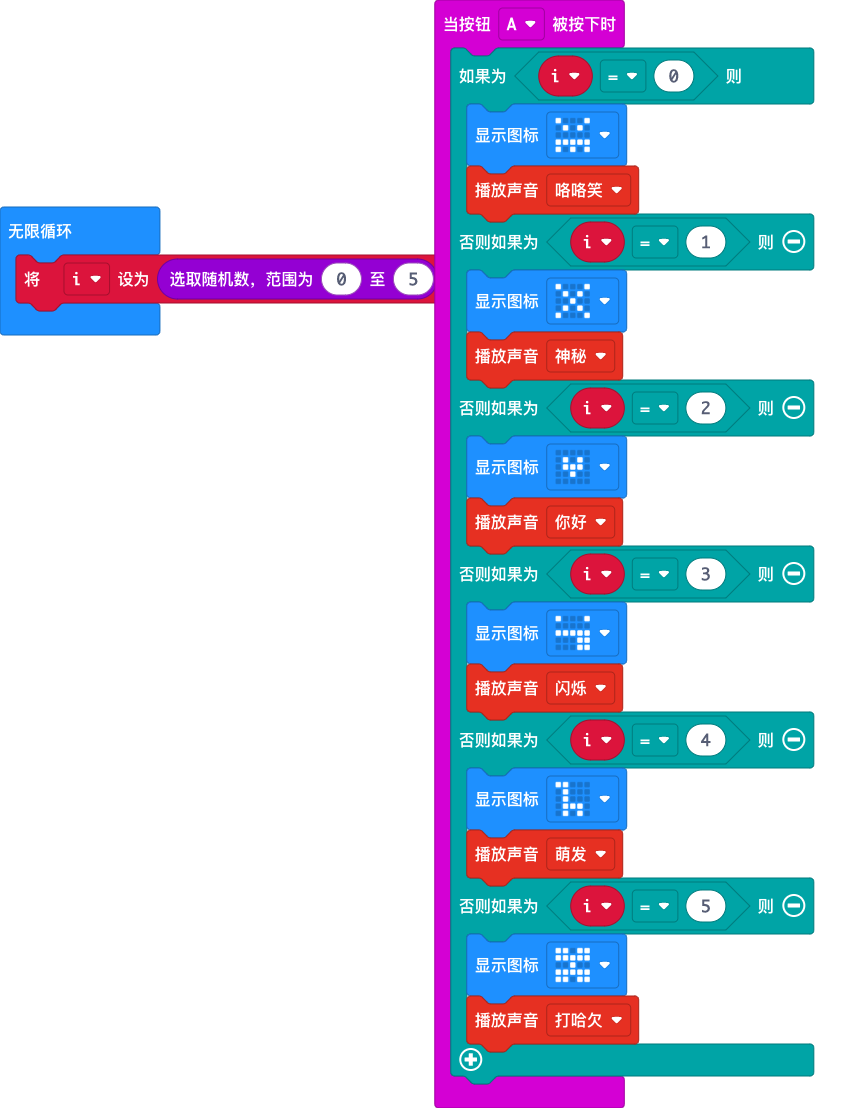 当按钮 A 被按下时
如果为 i = 0 则
显示图标
播放声音 咯咯笑
无限循环
将 i 设为 选取随机数，范围为 0 至 5
否则如果为 i = 1 则
显示图标
播放声音 神秘
否则如果为 i = 2 则
显示图标
播放声音 你好
否则如果为 i = 3 则
显示图标
播放声音 闪烁
否则如果为 i = 4 则
显示图标
播放声音 萌发
否则如果为 i = 5 则
显示图标
播放声音 打哈欠